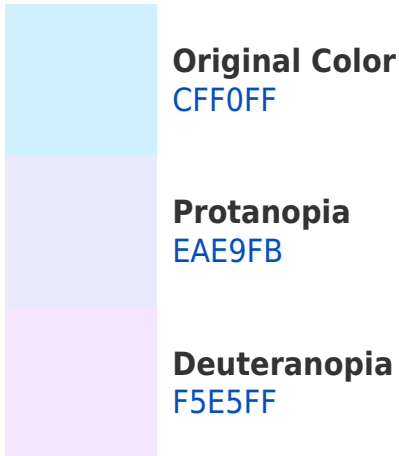 Original Color
CFF0FF
Protanopia
EAE9FB
Deuteranopia
F5E5FF